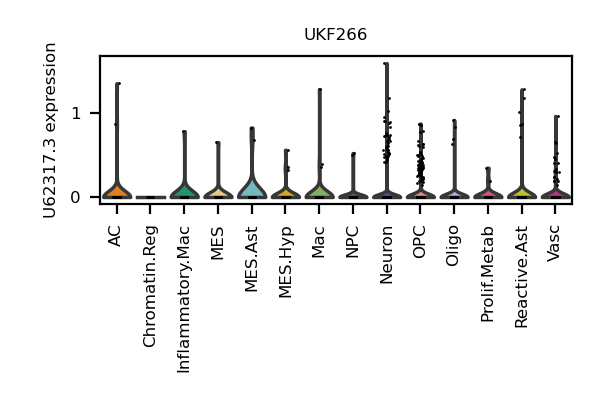 UKF266
U62317.3 expression
1
0
AC
Chromatin.Reg
Inflammatory.Mac
MES
MES.Ast
MES.Hyp
Mac
NPC
Neuron
OPC
Oligo
Prolif.Metab
Reactive.Ast
Vasc